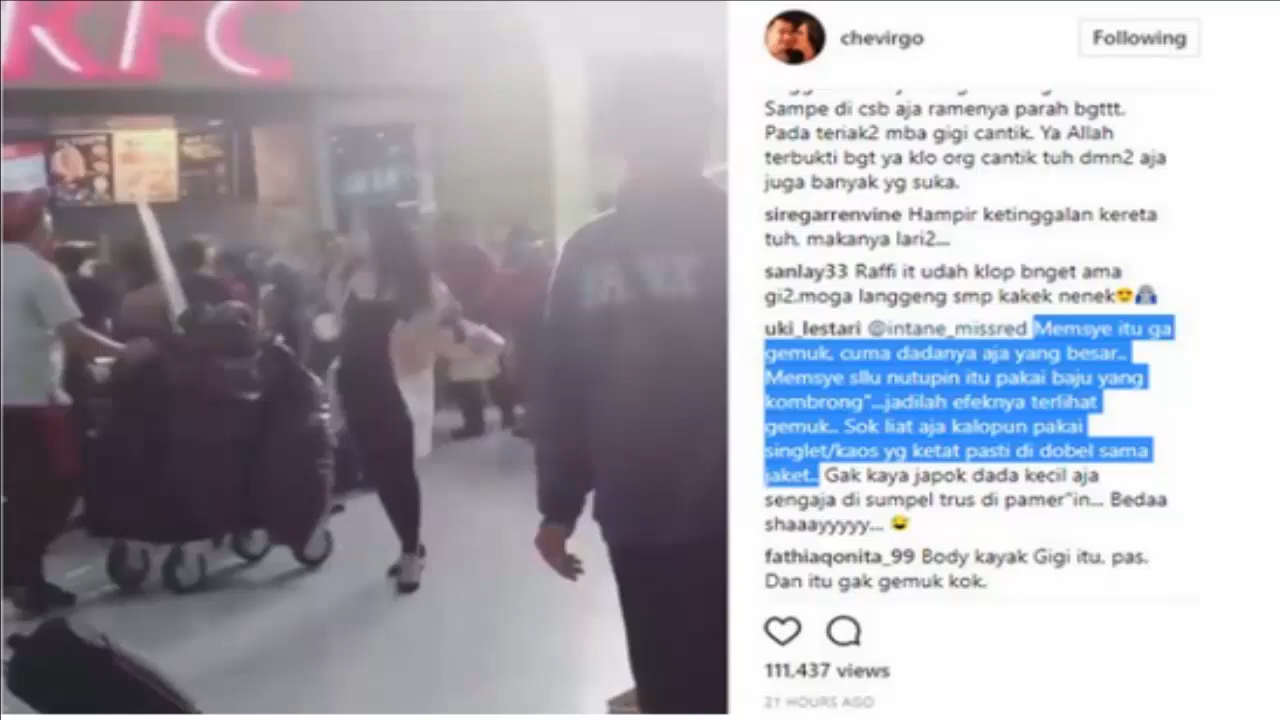 KFC
chevirgo
Following
Sampe di csb aja ramenya parah bgttt.
Pada teriak2 mba gigi cantik. Ya Allah
terbukti bgt ya klo org cantik tuh dmn2 aja
juga banyak yg suka.
siregarrenvine Hampir ketinggalan kereta
tuh, makanya lari2...
sanlay33 Raffi it udah klop bnget ama
gi2.moga langgeng smp kakek nenek
uki_lestari @intane_missred Memsye itu ga
gemuk, cuma dadanya aja yang besar..
Memsye sllu nutupin itu pakai baju yang
kombrong"...jadilah efeknya terlihat
gemuk.. Sok liat aja kalopun pakai
singlet/kaos yg ketat pasti di dobel sama
jaket.. Gak kaya japok dada kecil aja
sengaja di sumpel trus di pamer"in... Bedaa
shaaayyyyy...
fathiaqonita_99 Body kayak Gigi itu, pas.
Dan itu gak gemuk kok.
111,437 views
21 HOURS AGO